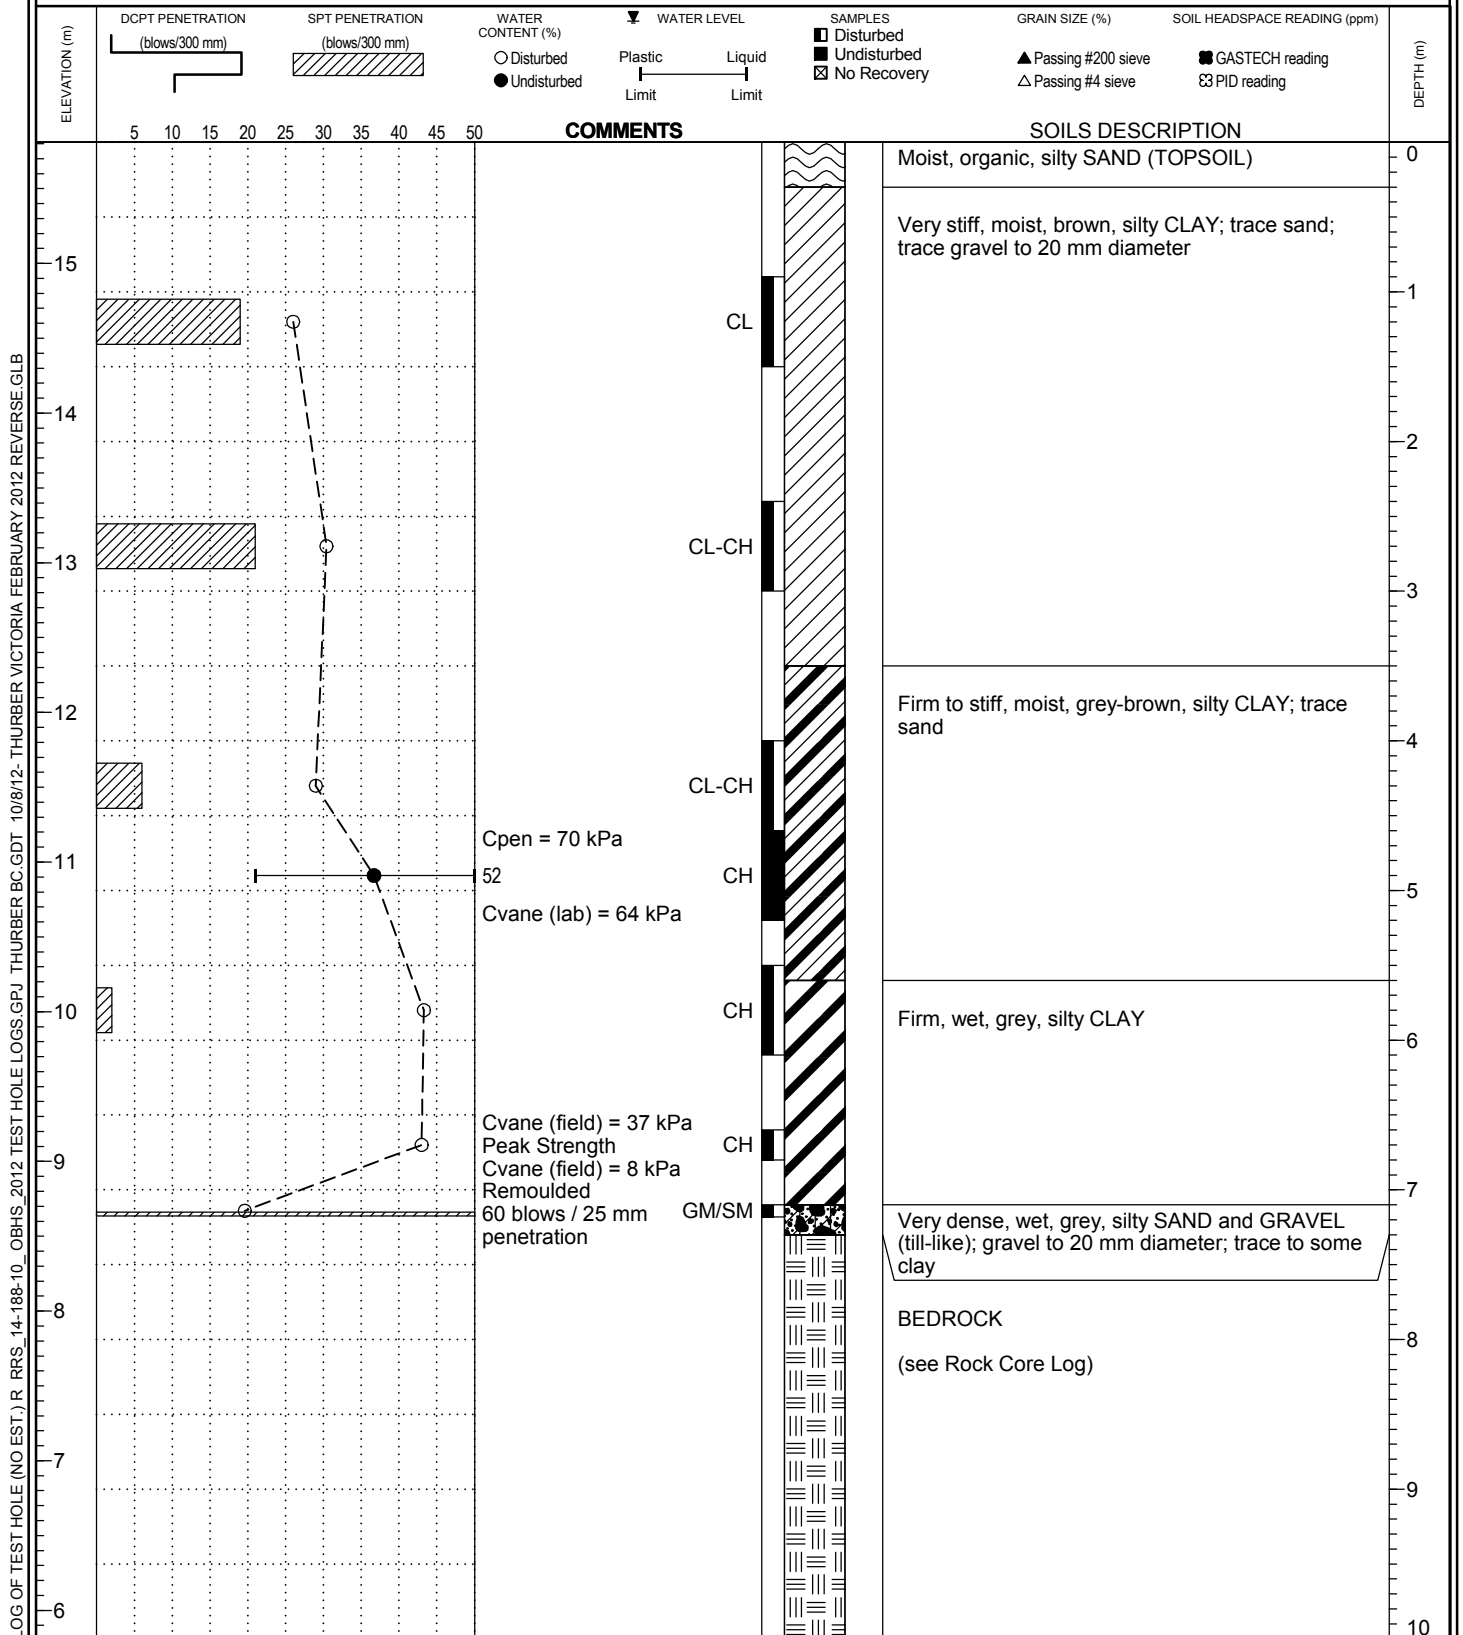 DCPT PENETRATION
(blows/300 mm)
SPT PENETRATION
(blows/300 mm)
WATER
CONTENT (%)
Disturbed
Undisturbed
WATER LEVEL
Plastic Liquid
Limit Limit
SAMPLES
Disturbed
Undisturbed
No Recovery
GRAIN SIZE (%)
Passing #200 sieve
Passing #4 sieve
SOIL HEADSPACE READING (ppm)
GASTECH reading
PID reading
ELEVATION (m)
DEPTH (m)
5 10 15 20 25 30 35 40 45 50
COMMENTS
SOILS DESCRIPTION
0
Moist, organic, silty SAND (TOPSOIL)
Very stiff, moist, brown, silty CLAY; trace sand;
trace gravel to 20 mm diameter
15
1
CL
14
2
CL-CH
13
3
Firm to stiff, moist, grey-brown, silty CLAY; trace
sand
12
4
CL-CH
Cpen = 70 kPa
11
52
CH
5
Cvane (lab) = 64 kPa
10
CH
Firm, wet, grey, silty CLAY
6
Cvane (field) = 37 kPa
Peak Strength
CH
Cvane (field) = 8 kPa
Remoulded
9
7
60 blows / 25 mm
penetration
GM/SM
Very dense, wet, grey, silty SAND and GRAVEL
(till-like); gravel to 20 mm diameter; trace to some
clay
8
BEDROCK
8
(see Rock Core Log)
7
9
6
10
OG OF TEST HOLE (NO EST.) R RRS_14-188-10_ OBHS_2012 TEST HOLE LOGS.GPJ THURBER BC.GDT 10/8/12- THURBER VICTORIA FEBRUARY 2012 REVERSE.GLB